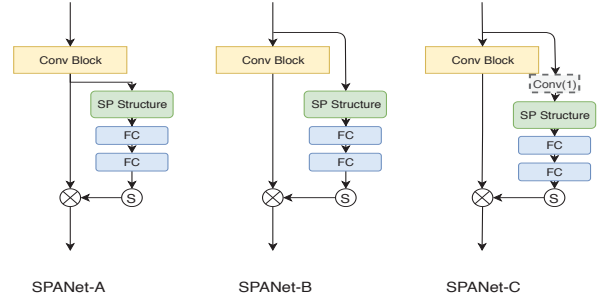 Conv Block
SP Structure
FC
FC
S
SPANet-A
Conv Block
SP Structure
FC
FC
S
SPANet-B
Conv Block
Conv(1)
SP Structure
FC
FC
S
SPANet-C